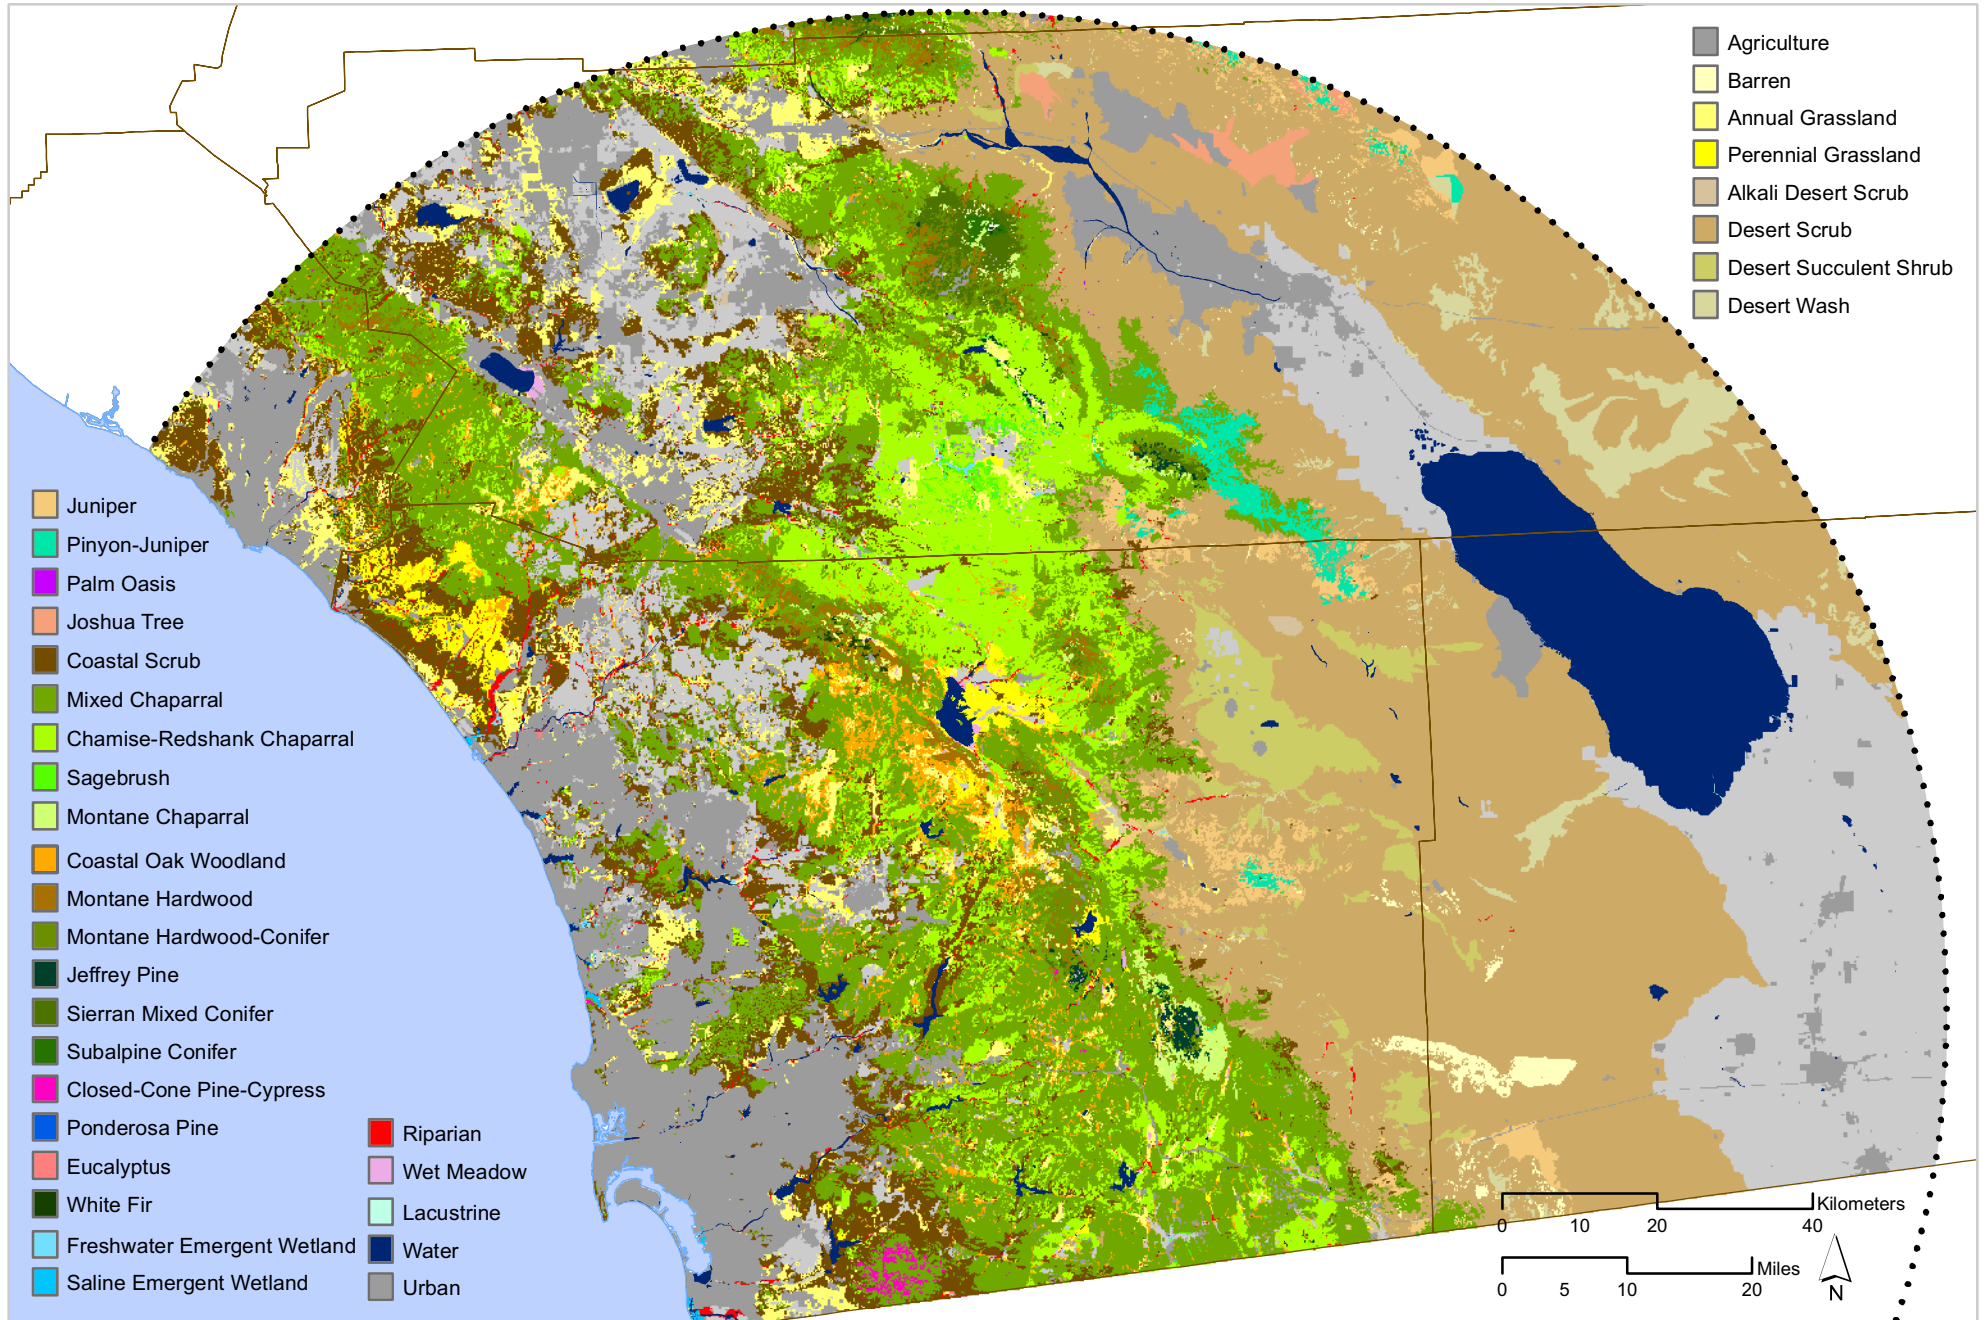 Agriculture
Barren
Annual Grassland
Perennial Grassland
Alkali Desert Scrub
Desert Scrub
Desert Succulent Shrub
Desert Wash
Juniper
Pinyon-Juniper
Palm Oasis
Joshua Tree
Coastal Scrub
Mixed Chaparral
Chamise-Redshank Chaparral
Sagebrush
Montane Chaparral
Coastal Oak Woodland
Montane Hardwood
Montane Hardwood-Conifer
Jeffrey Pine
Sierran Mixed Conifer
Subalpine Conifer
Closed-Cone Pine-Cypress
Ponderosa Pine
Eucalyptus
White Fir
Freshwater Emergent Wetland
Saline Emergent Wetland
Riparian
Wet Meadow
Lacustrine
Water
Urban
Kilometers
0 10 20 40
Miles
0 5 10 20
N